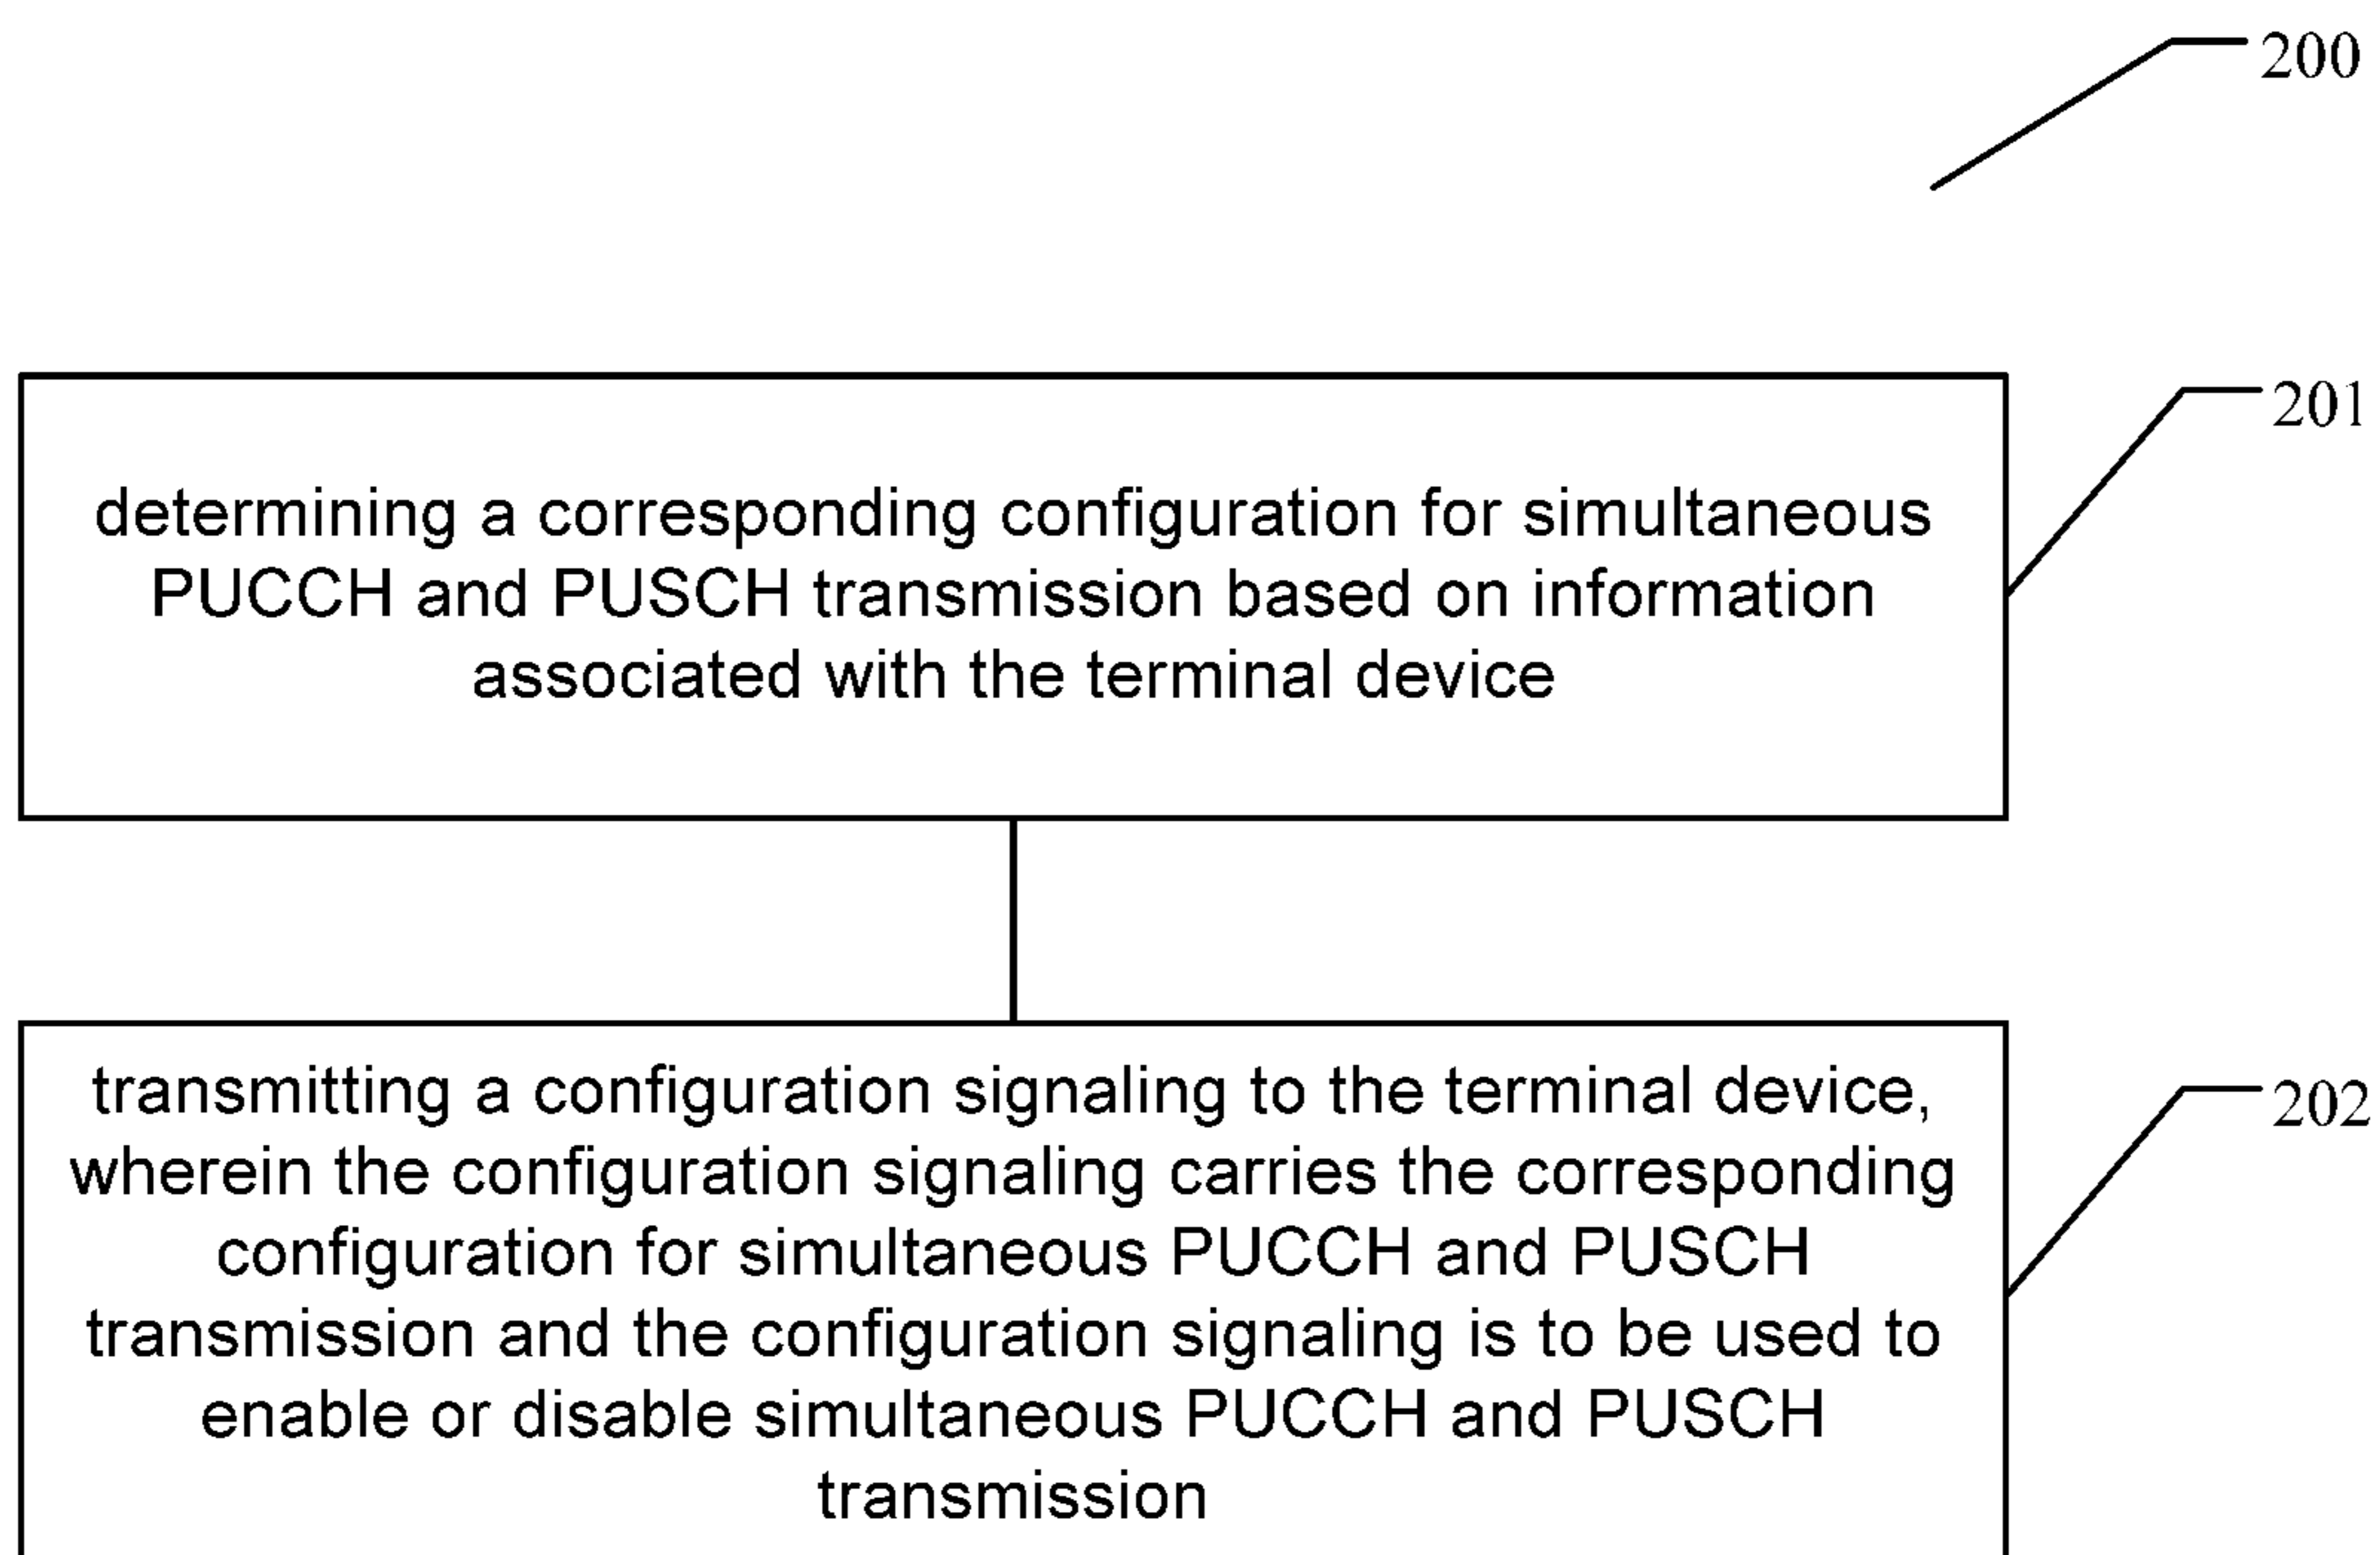 200
201
determining a corresponding configuration for simultaneous
PUCCH and PUSCH transmission based on information
associated with the terminal device
202
transmitting a configuration signaling to the terminal device,
wherein the configuration signaling carries the corresponding
configuration for simultaneous PUCCH and PUSCH
transmission and the configuration signaling is to be used to
enable or disable simultaneous PUCCH and PUSCH
transmission